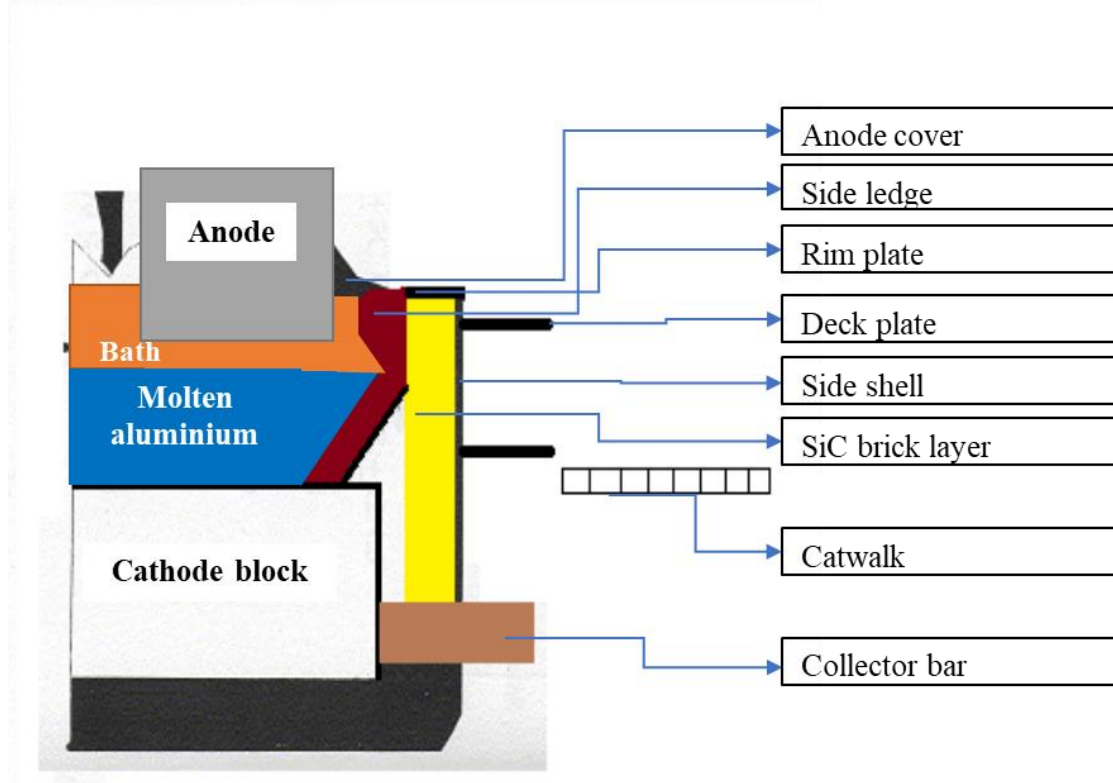 Anode cover
Side ledge
Rim plate
Deck plate
Side shell
SiC brick layer
Catwalk
Collector bar
Anode
Bath
Molten
aluminium
Cathode block